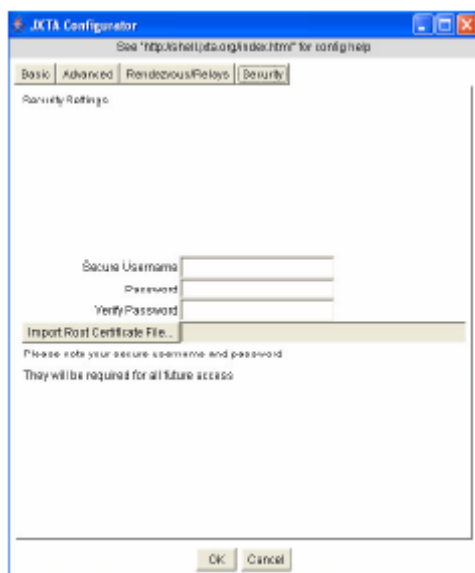 JXTA Configurator
See "http://shell.jxta.org/index.html" for config help
Basic Advanced Rendezvous/Relays Security
Security Settings
Secure Username
Password
Verify Password
Import Root Certificate File...
Please note your secure username and password
They will be required for all future access
OK Cancel